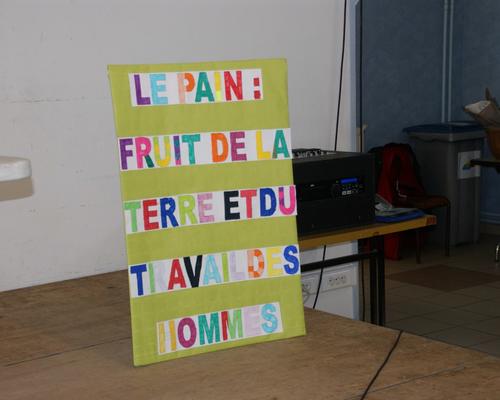 LE PAIN :
FRUIT DE LA
TERRE ET DU
TRAVAIL DES
HOMMES